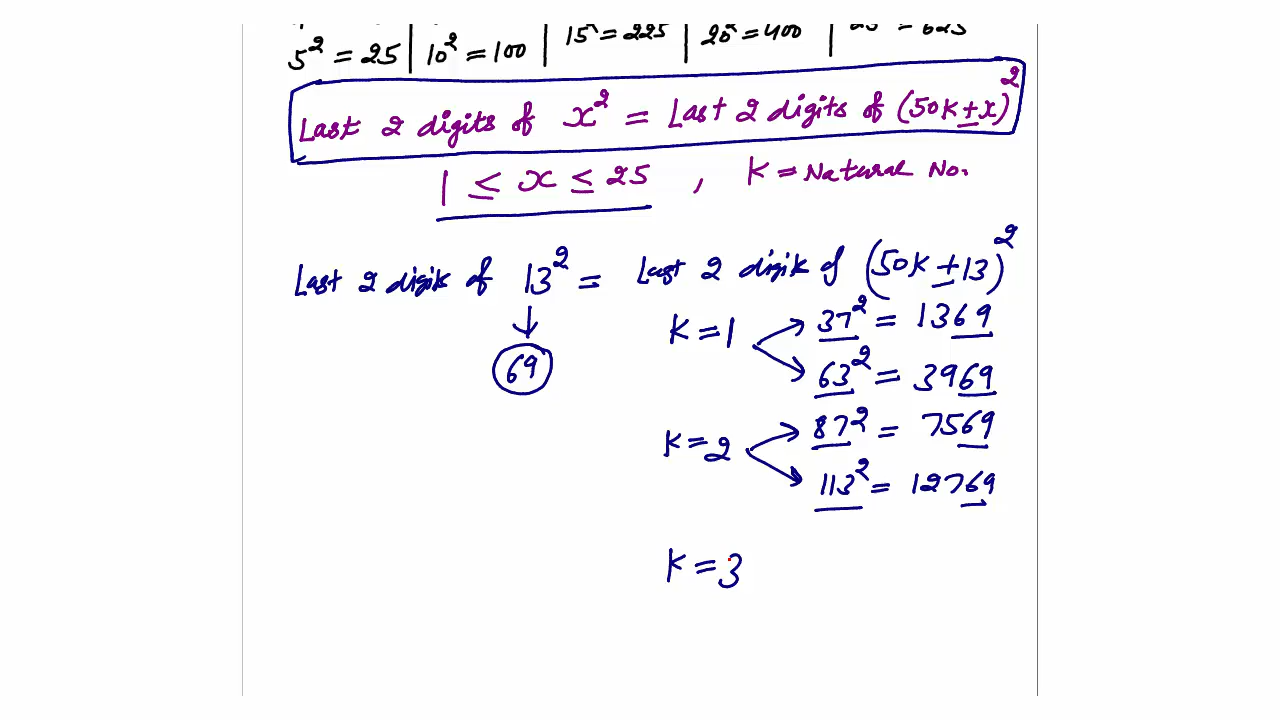 5² = 25 | 10² = 100 | 15² = 225 | 20² = 400 | = 625
Last 2 digits of x² = Last 2 digits of (50K ± x)²
1 ≤ x ≤ 25 , K = Natural No.
Last 2 digits of 13² = Last 2 digits of (50K ± 13)²
K = 1 37² = 1369
63² = 3969
69
K = 2 87² = 7569
113² = 12769
K = 3